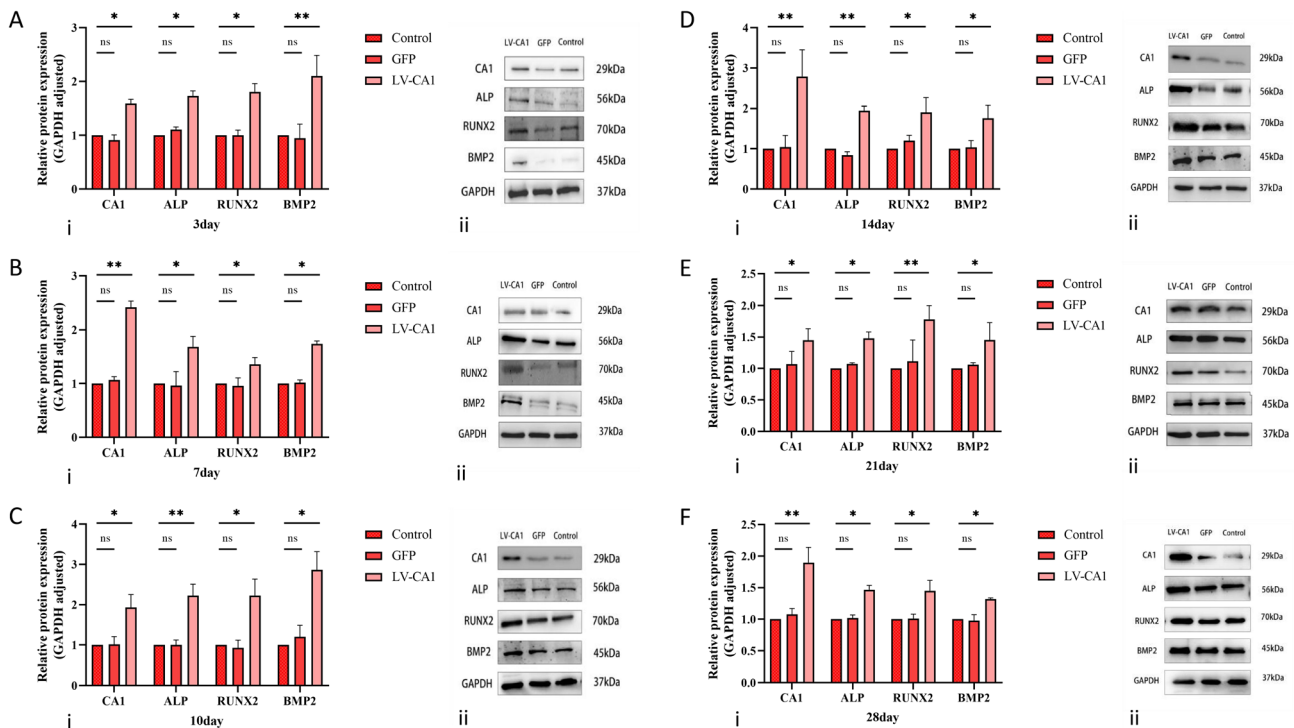 A
Relative protein expression
(GAPDH adjusted)
3
2
1
0
* * * **
ns ns ns ns
CA1 ALP RUNX2 BMP2
3day
i
Control
GFP
LV-CA1
LV-CA1 GFP Control
CA1 29kDa
ALP 56kDa
RUNX2 70kDa
BMP2 45kDa
GAPDH 37kDa
ii
B
Relative protein expression
(GAPDH adjusted)
3
2
1
0
** * * *
ns ns ns ns
CA1 ALP RUNX2 BMP2
7day
i
Control
GFP
LV-CA1
LV-CA1 GFP Control
CA1 29kDa
ALP 56kDa
RUNX2 70kDa
BMP2 45kDa
GAPDH 37kDa
ii
C
Relative protein expression
(GAPDH adjusted)
4
3
2
1
0
* ** * *
ns ns ns ns
CA1 ALP RUNX2 BMP2
10day
i
Control
GFP
LV-CA1
LV-CA1 GFP Control
CA1 29kDa
ALP 56kDa
RUNX2 70kDa
BMP2 45kDa
GAPDH 37kDa
ii
D
Relative protein expression
(GAPDH adjusted)
4
3
2
1
0
** ** * *
ns ns ns ns
CA1 ALP RUNX2 BMP2
14day
i
Control
GFP
LV-CA1
LV-CA1 GFP Control
CA1 29kDa
ALP 56kDa
RUNX2 70kDa
BMP2 45kDa
GAPDH 37kDa
ii
E
Relative protein expression
(GAPDH adjusted)
2.5
2.0
1.5
1.0
0.5
0.0
* * ** *
ns ns ns ns
CA1 ALP RUNX2 BMP2
21day
i
Control
GFP
LV-CA1
LV-CA1 GFP Control
CA1 29kDa
ALP 56kDa
RUNX2 70kDa
BMP2 45kDa
GAPDH 37kDa
ii
F
Relative protein expression
(GAPDH adjusted)
2.5
2.0
1.5
1.0
0.5
0.0
** * * *
ns ns ns ns
CA1 ALP RUNX2 BMP2
28day
i
Control
GFP
LV-CA1
LV-CA1 GFP Control
CA1 29kDa
ALP 56kDa
RUNX2 70kDa
BMP2 45kDa
GAPDH 37kDa
ii